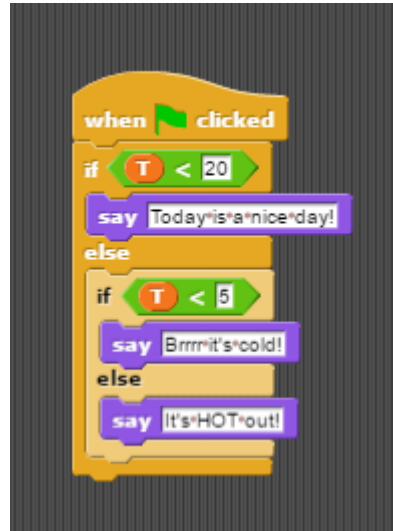 when clicked
if T < 20
say Today is a nice day!
else
if T < 5
say Brrrr it's cold!
else
say It's HOT out!